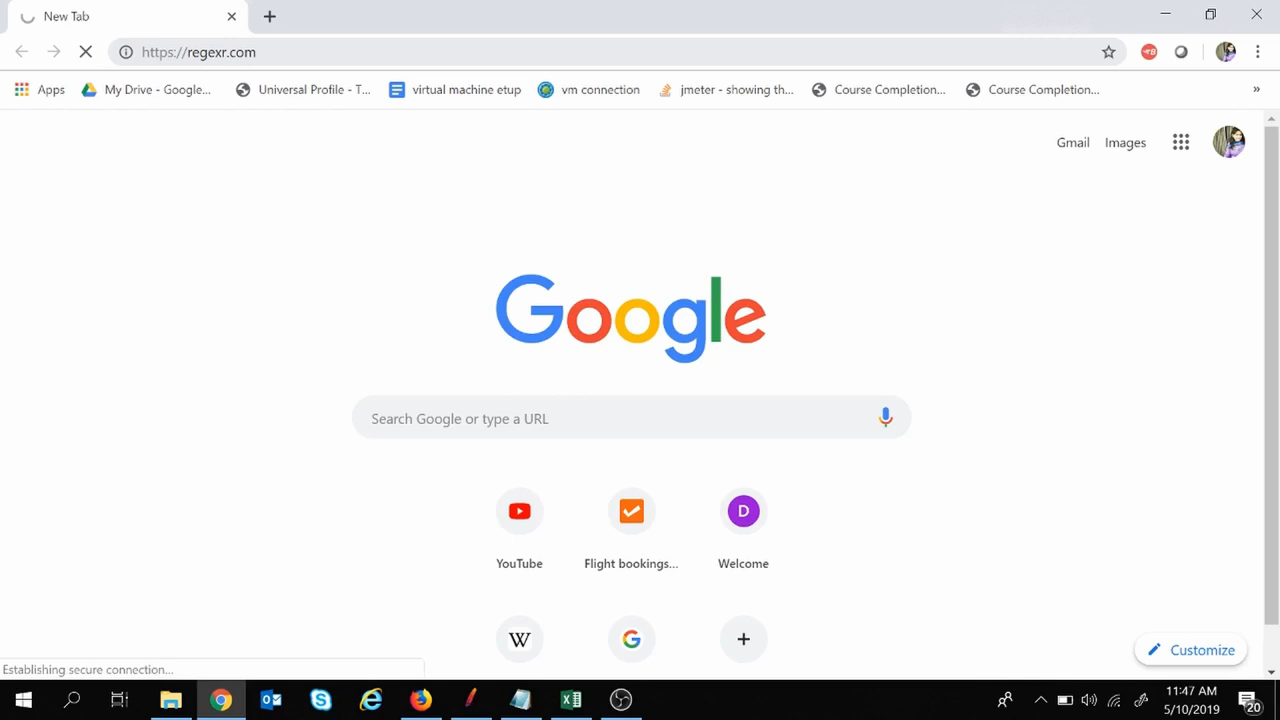 New Tab
https://regexr.com
Apps
My Drive - Google...
Universal Profile - T...
virtual machine etup
vm connection
jmeter - showing th...
Course Completion...
Course Completion...
»
Gmail
Images
Google
Search Google or type a URL
D
YouTube
Flight bookings...
Welcome
W
G
Customize
Establishing secure connection...
11:47 AM
5/10/2019
20